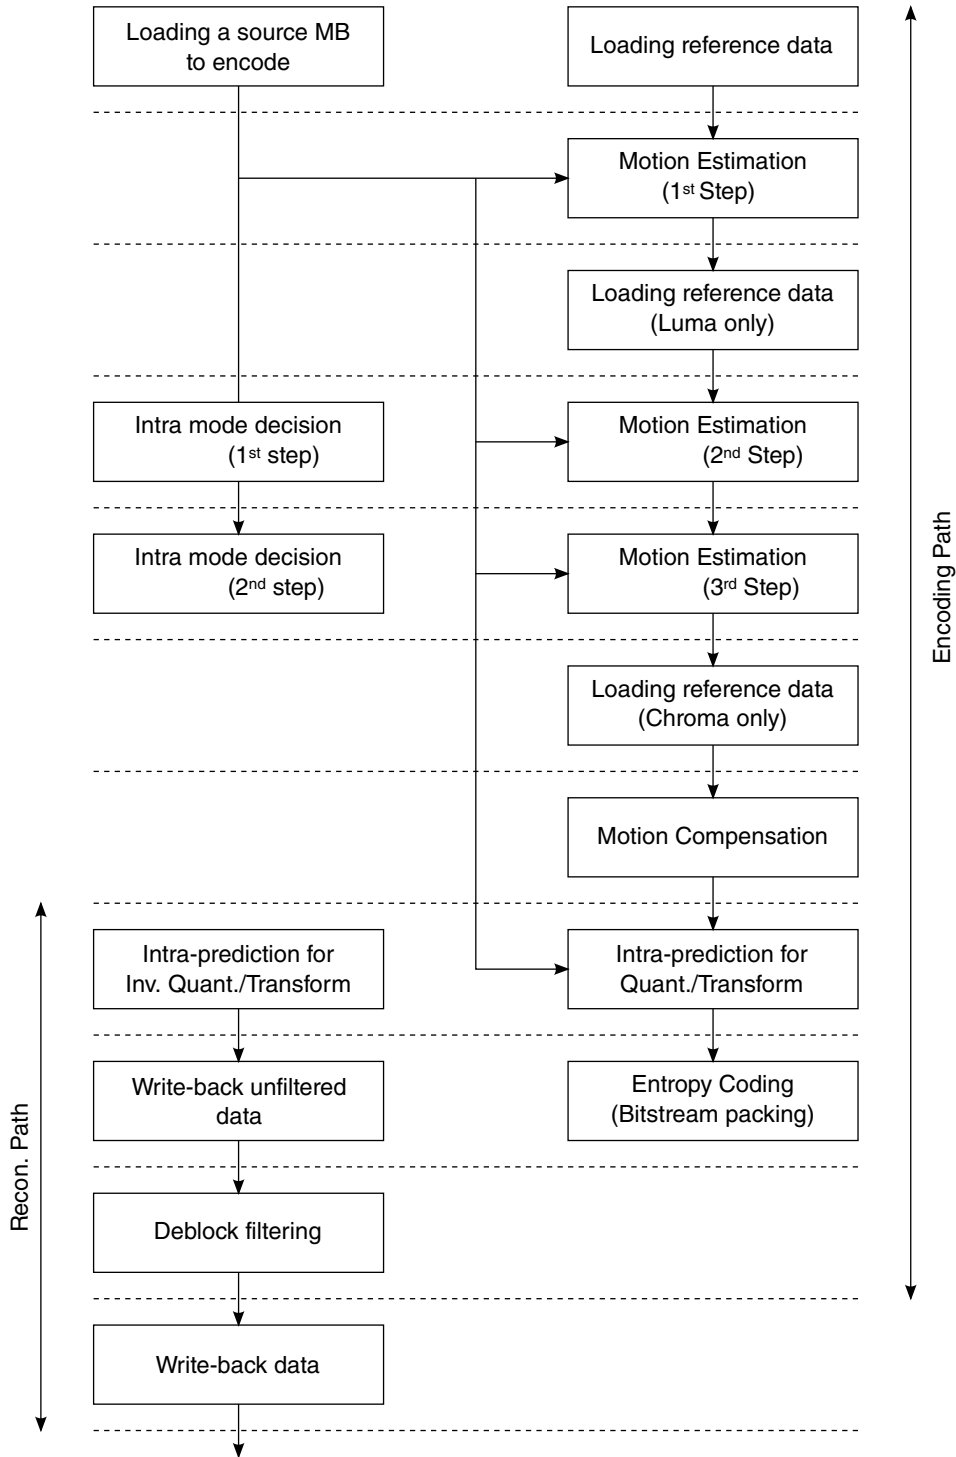 Loading a source MB
to encode
Loading reference data
Motion Estimation
(1st Step)
Loading reference data
(Luma only)
Intra mode decision
(1st step)
Motion Estimation
(2nd Step)
Intra mode decision
(2nd step)
Motion Estimation
(3rd Step)
Encoding Path
Loading reference data
(Chroma only)
Motion Compensation
Intra-prediction for
Inv. Quant./Transform
Intra-prediction for
Quant./Transform
Write-back unfiltered
data
Entropy Coding
(Bitstream packing)
Recon. Path
Deblock filtering
Write-back data